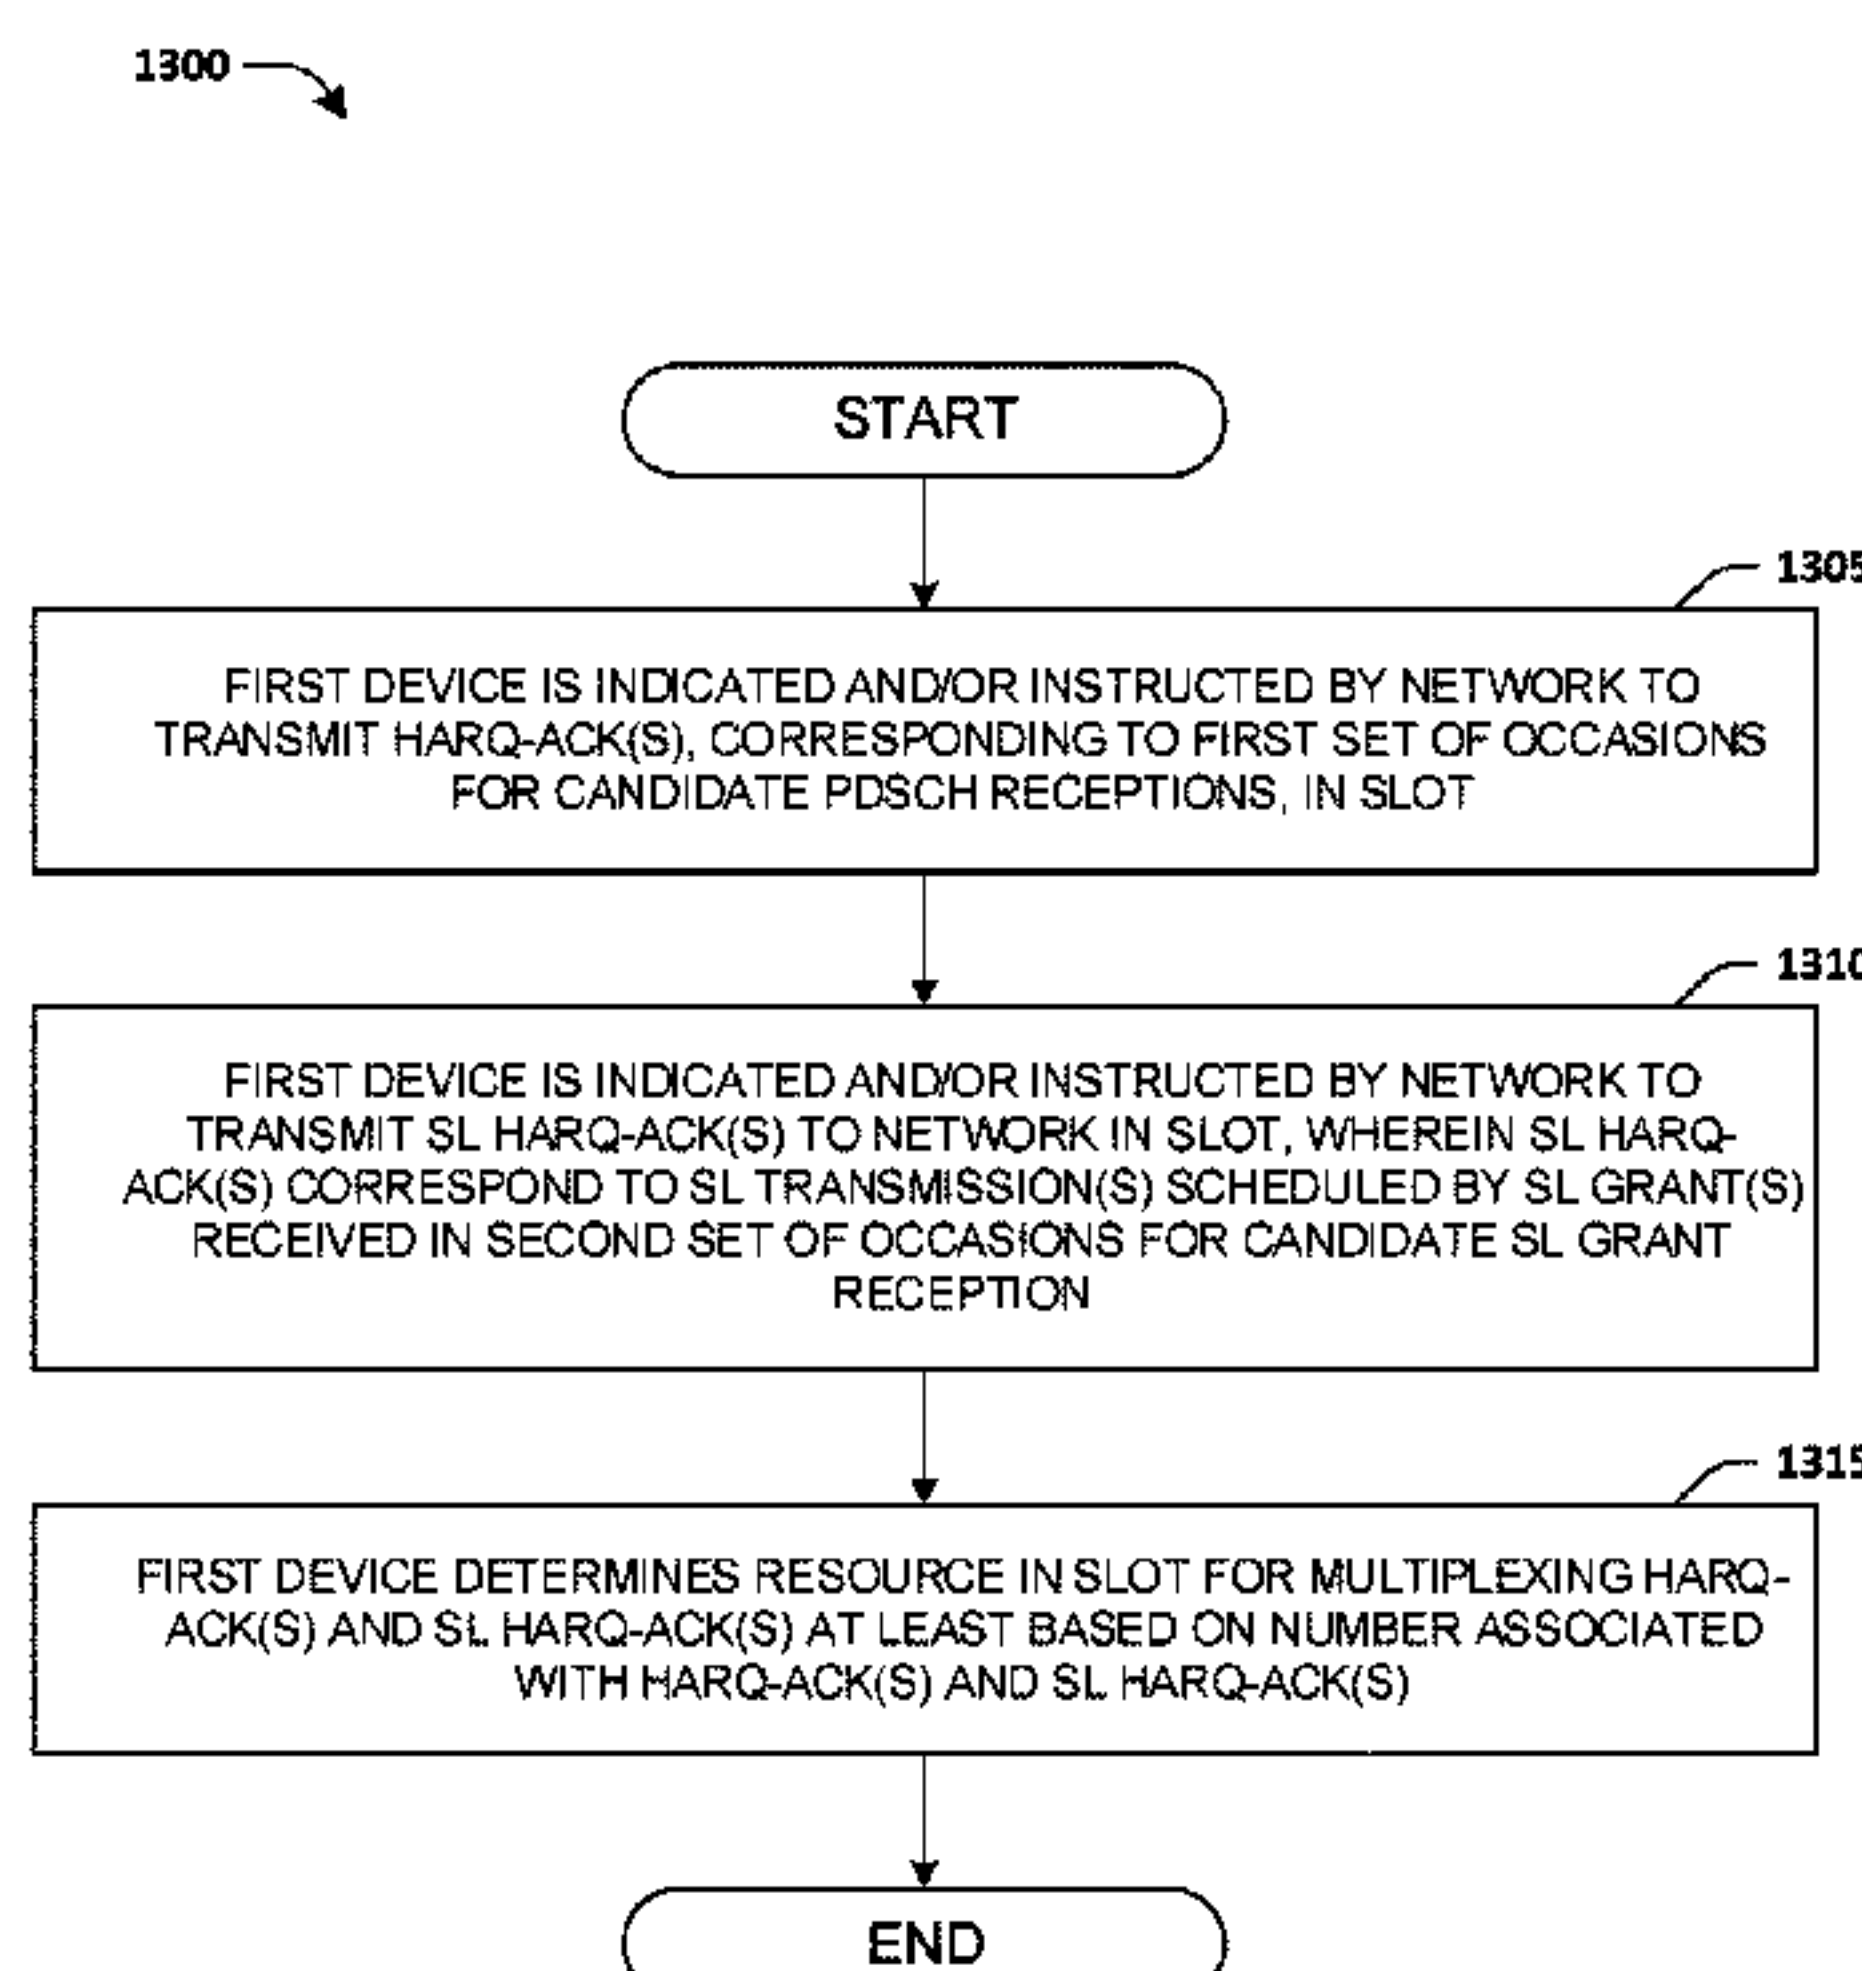 1300
START
1305
FIRST DEVICE IS INDICATED AND/OR INSTRUCTED BY NETWORK TO
TRANSMIT HARQ-ACK(S), CORRESPONDING TO FIRST SET OF OCCASIONS
FOR CANDIDATE PDSCH RECEPTIONS, IN SLOT
1310
FIRST DEVICE IS INDICATED AND/OR INSTRUCTED BY NETWORK TO
TRANSMIT SL HARQ-ACK(S) TO NETWORK IN SLOT, WHEREIN SL HARQ-
ACK(S) CORRESPOND TO SL TRANSMISSION(S) SCHEDULED BY SL GRANT(S)
RECEIVED IN SECOND SET OF OCCASIONS FOR CANDIDATE SL GRANT
RECEPTION
1315
FIRST DEVICE DETERMINES RESOURCE IN SLOT FOR MULTIPLEXING HARQ-
ACK(S) AND SL HARQ-ACK(S) AT LEAST BASED ON NUMBER ASSOCIATED
WITH HARQ-ACK(S) AND SL HARQ-ACK(S)
END